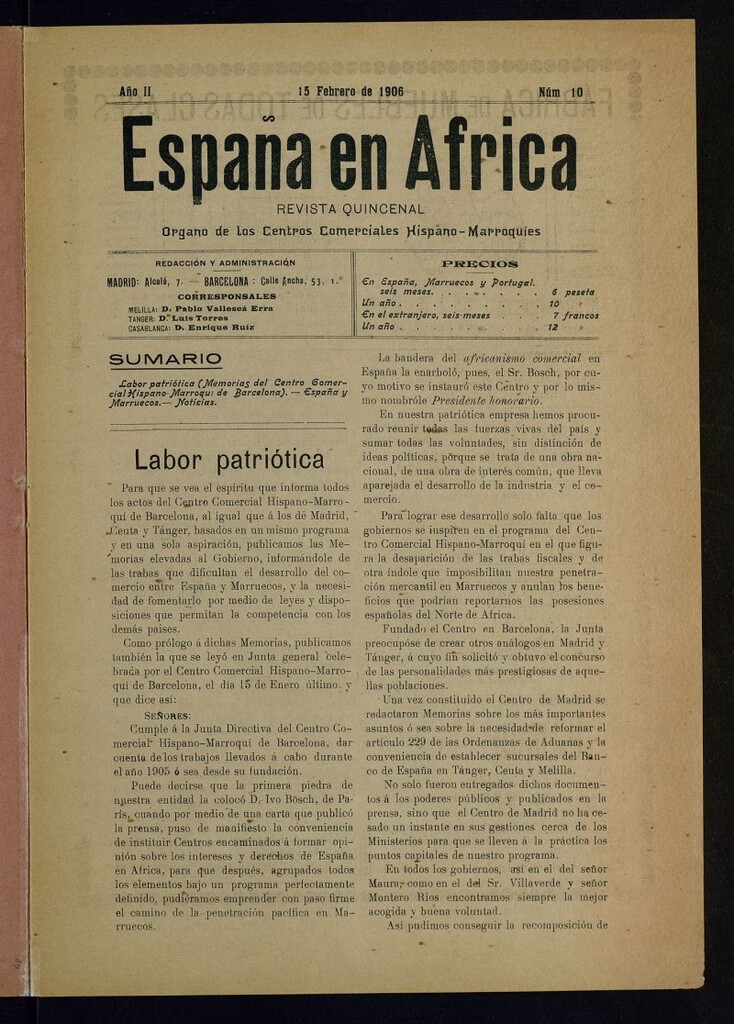 Año II
15 Febrero de 1906
Núm 10
España en Africa
REVISTA QUINCENAL
Organo de los Centros Comerciales Hispano-Marroquíes
REDACCIÓN Y ADMINISTRACIÓN
MADRID: Alcalá, 7. — BARCELONA: Calle Ancha, 53, 1.°
CORRESPONSALES
MELILLA: D. Pablo Vallescá Erra
TANGER: D. Luis Torres
CASABLANCA: D. Enrique Ruiz
PRECIOS
En España, Marruecos y Portugal.
seis meses. . . . . . . . 6 peseta
Un año . . . . . . . . . 10 »
En el extranjero, seis meses . . . 7 francos
Un año . . . . . . . . . 12 »
SUMARIO
Labor patriótica (Memorias del Centro Comer-
cial Hispano-Marroquí de Barcelona). — España y
Marruecos.— Noticias.
Labor patriótica
Para que se vea el espíritu que informa todos
los actos del Centro Comercial Hispano-Marro-
quí de Barcelona, al igual que á los de Madrid,
Ceuta y Tánger, basados en un mismo programa
y en una sola aspiración, publicamos las Me-
morias elevadas al Gobierno, informándole de
las trabas que dificultan el desarrollo del co-
mercio entre España y Marruecos, y la necesi-
dad de fomentarlo por medio de leyes y dispo-
siciones que permitan la competencia con los
demás países.
Como prólogo á dichas Memorias, publicamos
también la que se leyó en Junta general cele-
brada por el Centro Comercial Hispano-Marro-
quí de Barcelona, el día 15 de Enero último, y
que dice así:
SEÑORES:
Cumple á la Junta Directiva del Centro Co-
mercial Hispano-Marroquí de Barcelona, dar
cuenta de los trabajos llevados á cabo durante
el año 1905 ó sea desde su fundación.
Puede decirse que la primera piedra de
nuestra entidad la colocó D. Ivo Bosch, de Pa-
rís, cuando por medio de una carta que publicó
la prensa, puso de manifiesto la conveniencia
de instituir Centros encaminados á formar opi-
nión sobre los intereses y derechos de España
en Africa, para que después, agrupados todos
los elementos bajo un programa perfectamente
definido, pudiéramos emprender con paso firme
el camino de la penetración pacífica en Ma-
rruecos.
La bandera del africanismo comercial en
España la enarboló, pues, el Sr. Bosch, por cu-
yo motivo se instauró este Centro y por lo mis-
mo nombróle Presidente honorario.
En nuestra patriótica empresa hemos procu-
rado reunir todas las fuerzas vivas del país y
sumar todas las voluntades, sin distinción de
ideas políticas, porque se trata de una obra na-
cional, de una obra de interés común, que lleva
aparejada el desarrollo de la industria y el co-
mercio.
Para lograr ese desarrollo solo falta que los
gobiernos se inspiren en el programa del Cen-
tro Comercial Hispano-Marroquí en el que figu-
ra la desaparición de las trabas fiscales y de
otra índole que imposibilitan nuestra penetra-
ción mercantil en Marruecos y anulan los bene-
ficios que podrían reportarnos las posesiones
españolas del Norte de Africa.
Fundado el Centro en Barcelona, la Junta
preocupóse de crear otros análogos en Madrid y
Tánger, á cuyo fin solicitó y obtuvo el concurso
de las personalidades más prestigiosas de aque-
llas poblaciones.
Una vez constituído el Centro de Madrid se
redactaron Memorias sobre los más importantes
asuntos ó sea sobre la necesidad de reformar el
artículo 229 de las Ordenanzas de Aduanas y la
conveniencia de establecer sucursales del Ban-
co de España en Tánger, Ceuta y Melilla.
No solo fueron entregados dichos documen-
tos á los poderes públicos y publicados en la
prensa, sino que el Centro de Madrid no ha ce-
sado un instante en sus gestiones cerca de los
Ministerios para que se lleven á la práctica los
puntos capitales de nuestro programa.
En todos los gobiernos, así en el del señor
Maura, como en el del Sr. Villaverde y señor
Montero Rios encontramos siempre la mejor
acogida y buena voluntad.
Así pudimos conseguir la recomposición de